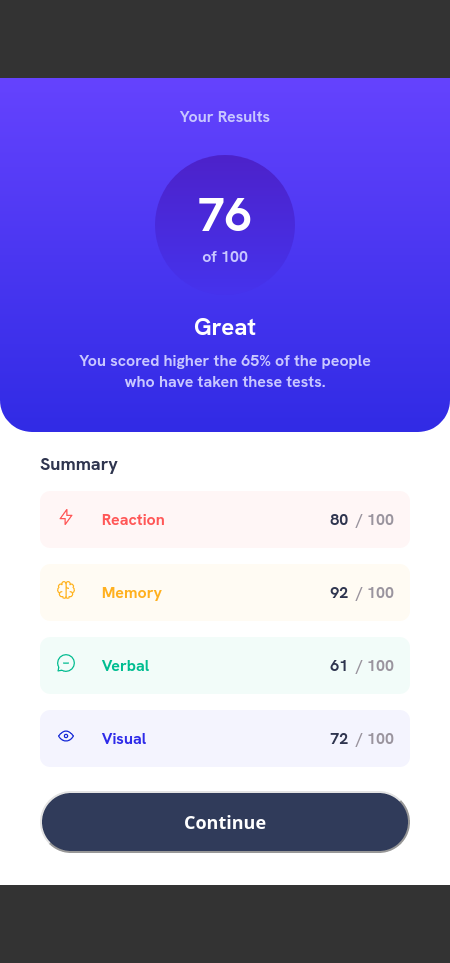 Your Results
76
of 100
Great
You scored higher the 65% of the people
who have taken these tests.
Summary
Reaction 80 / 100
Memory 92 / 100
Verbal 61 / 100
Visual 72 / 100
Continue